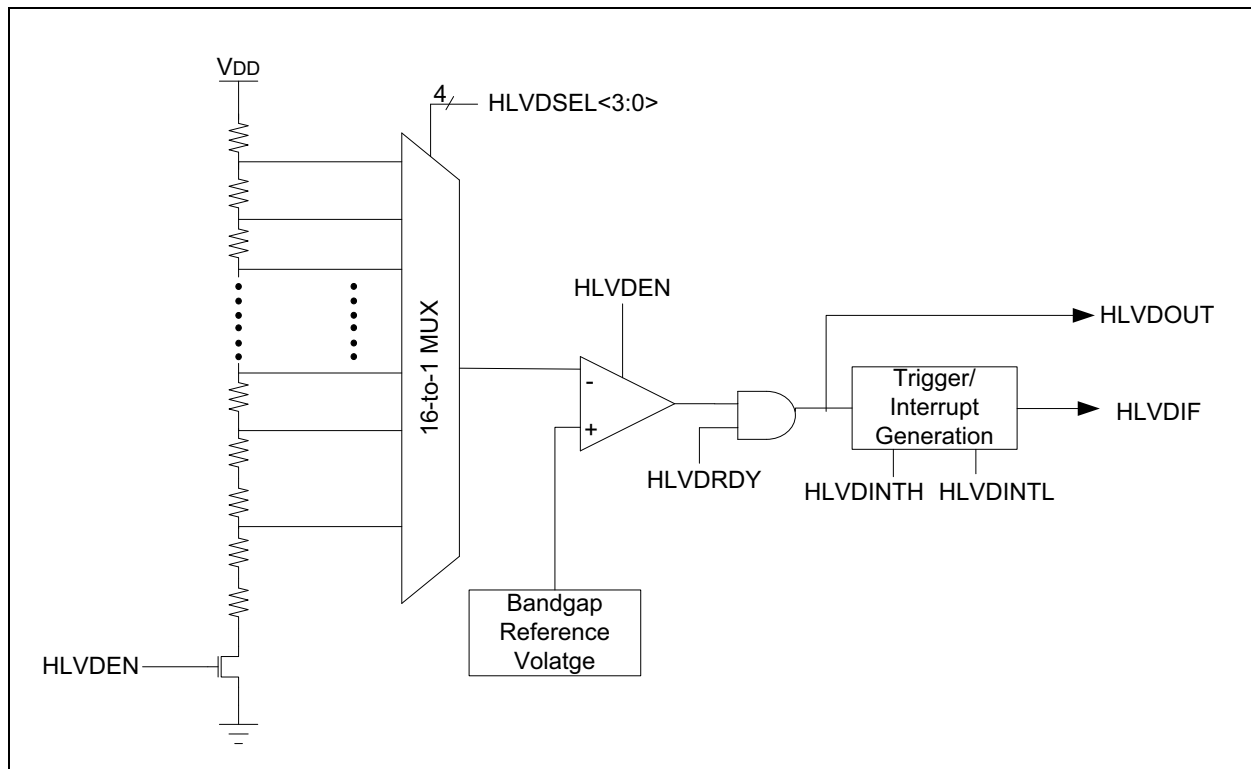 VDD
4
HLVDSEL<3:0>
16-to-1 MUX
HLVDEN
-
+
HLVDRDY
HLVDOUT
Trigger/
Interrupt
Generation
HLVDIF
HLVDINTH
HLVDINTL
Bandgap
Reference
Volatge
HLVDEN